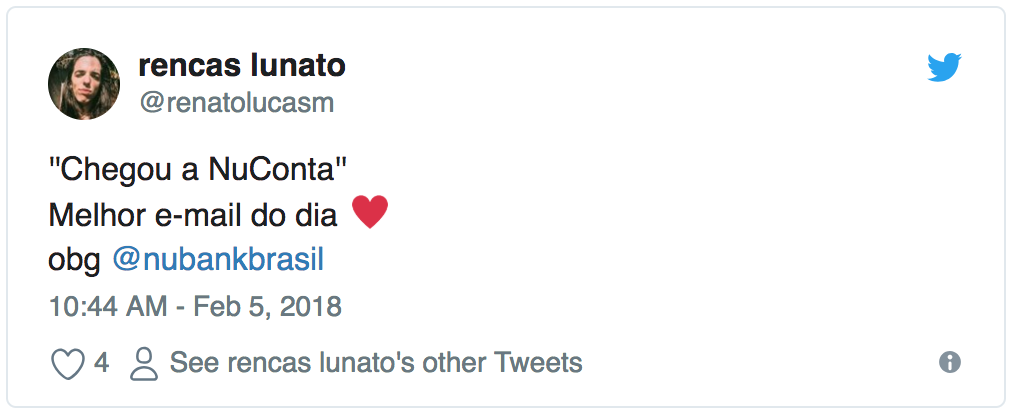 rencas lunato
@renatolucasm
"Chegou a NuConta"
Melhor e-mail do dia ❤️
obg @nubankbrasil
10:44 AM - Feb 5, 2018
4 See rencas lunato's other Tweets